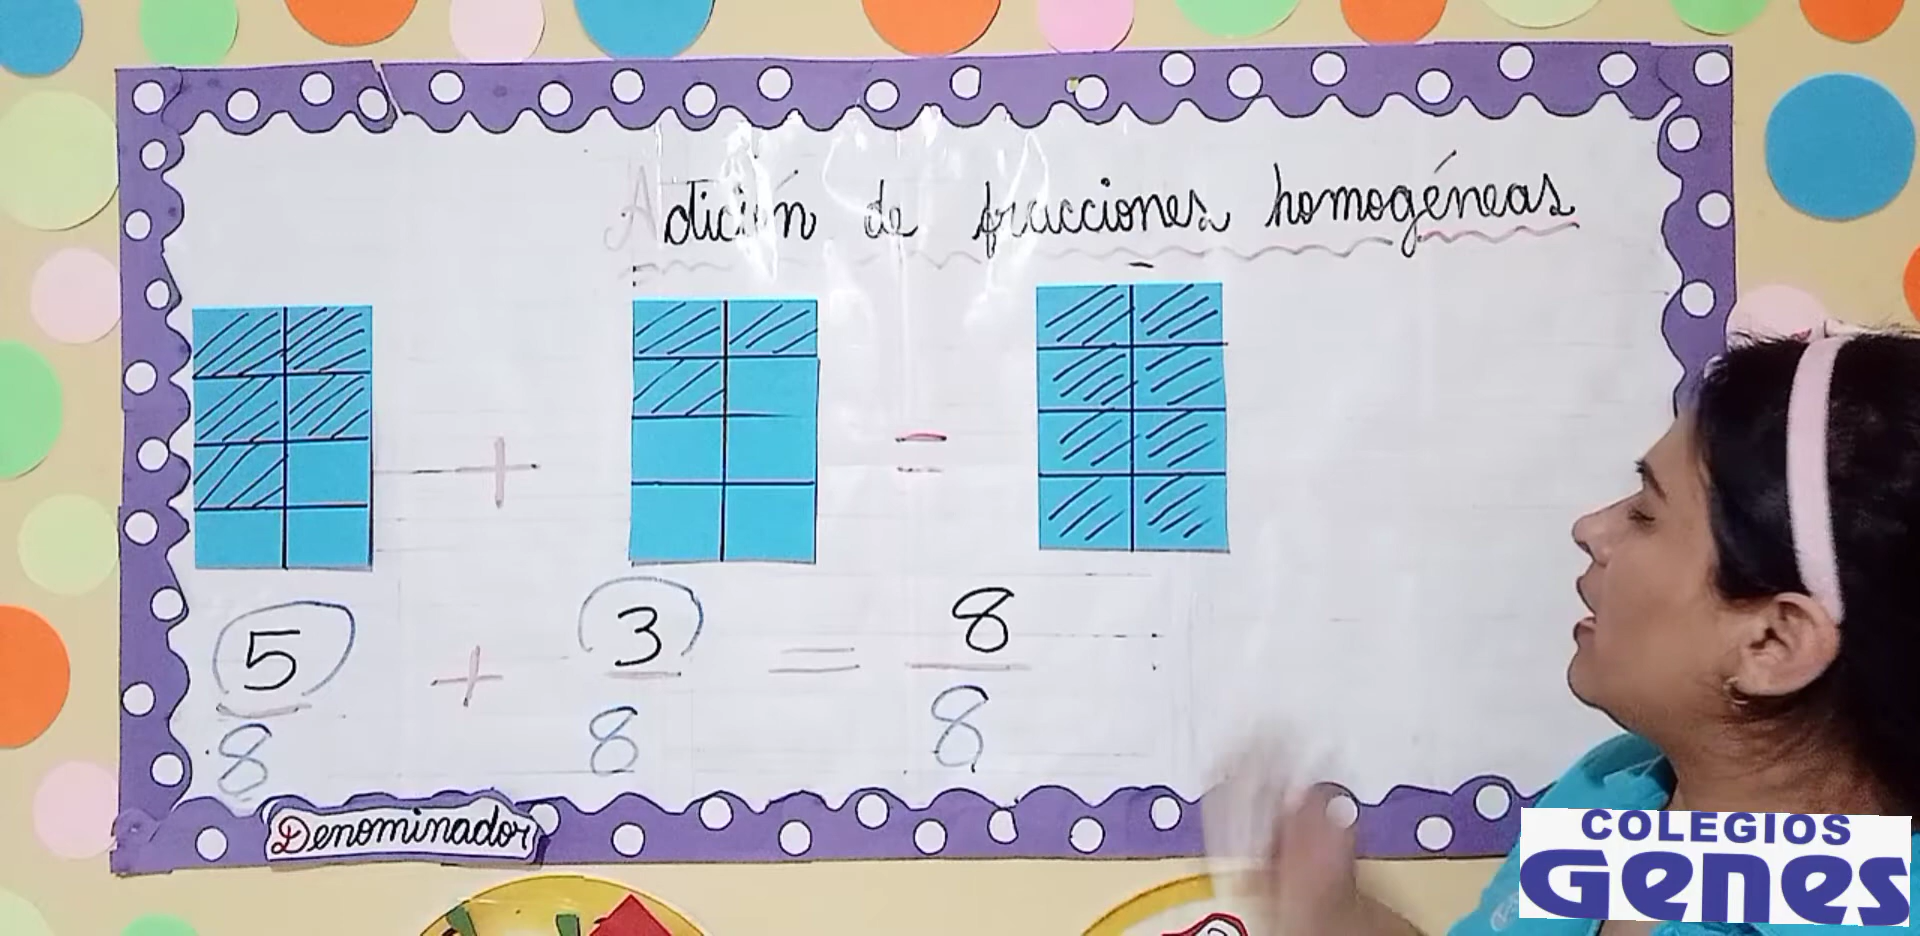 Adición de fracciones homogéneas
+ =
5 + 3 = 8
8 8 8
Denominador
COLEGIOS
Genes